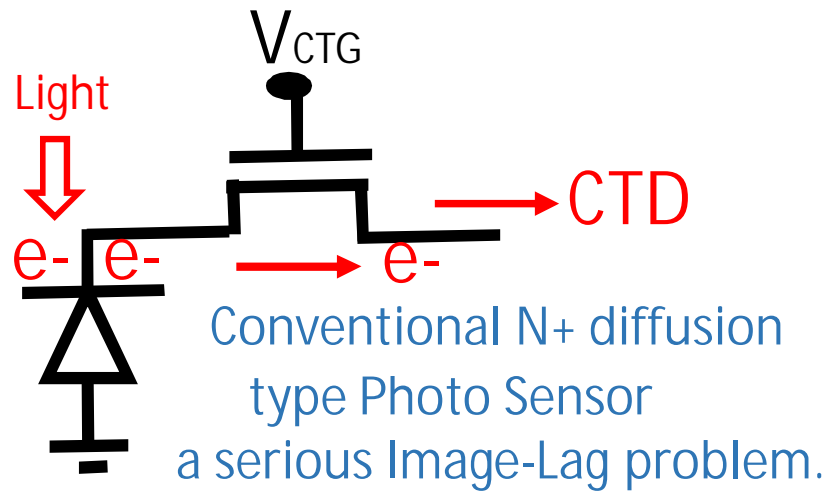 VCTG
Light
CTD
e- e-
e-
Conventional N+ diffusion
type Photo Sensor
a serious Image-Lag problem.